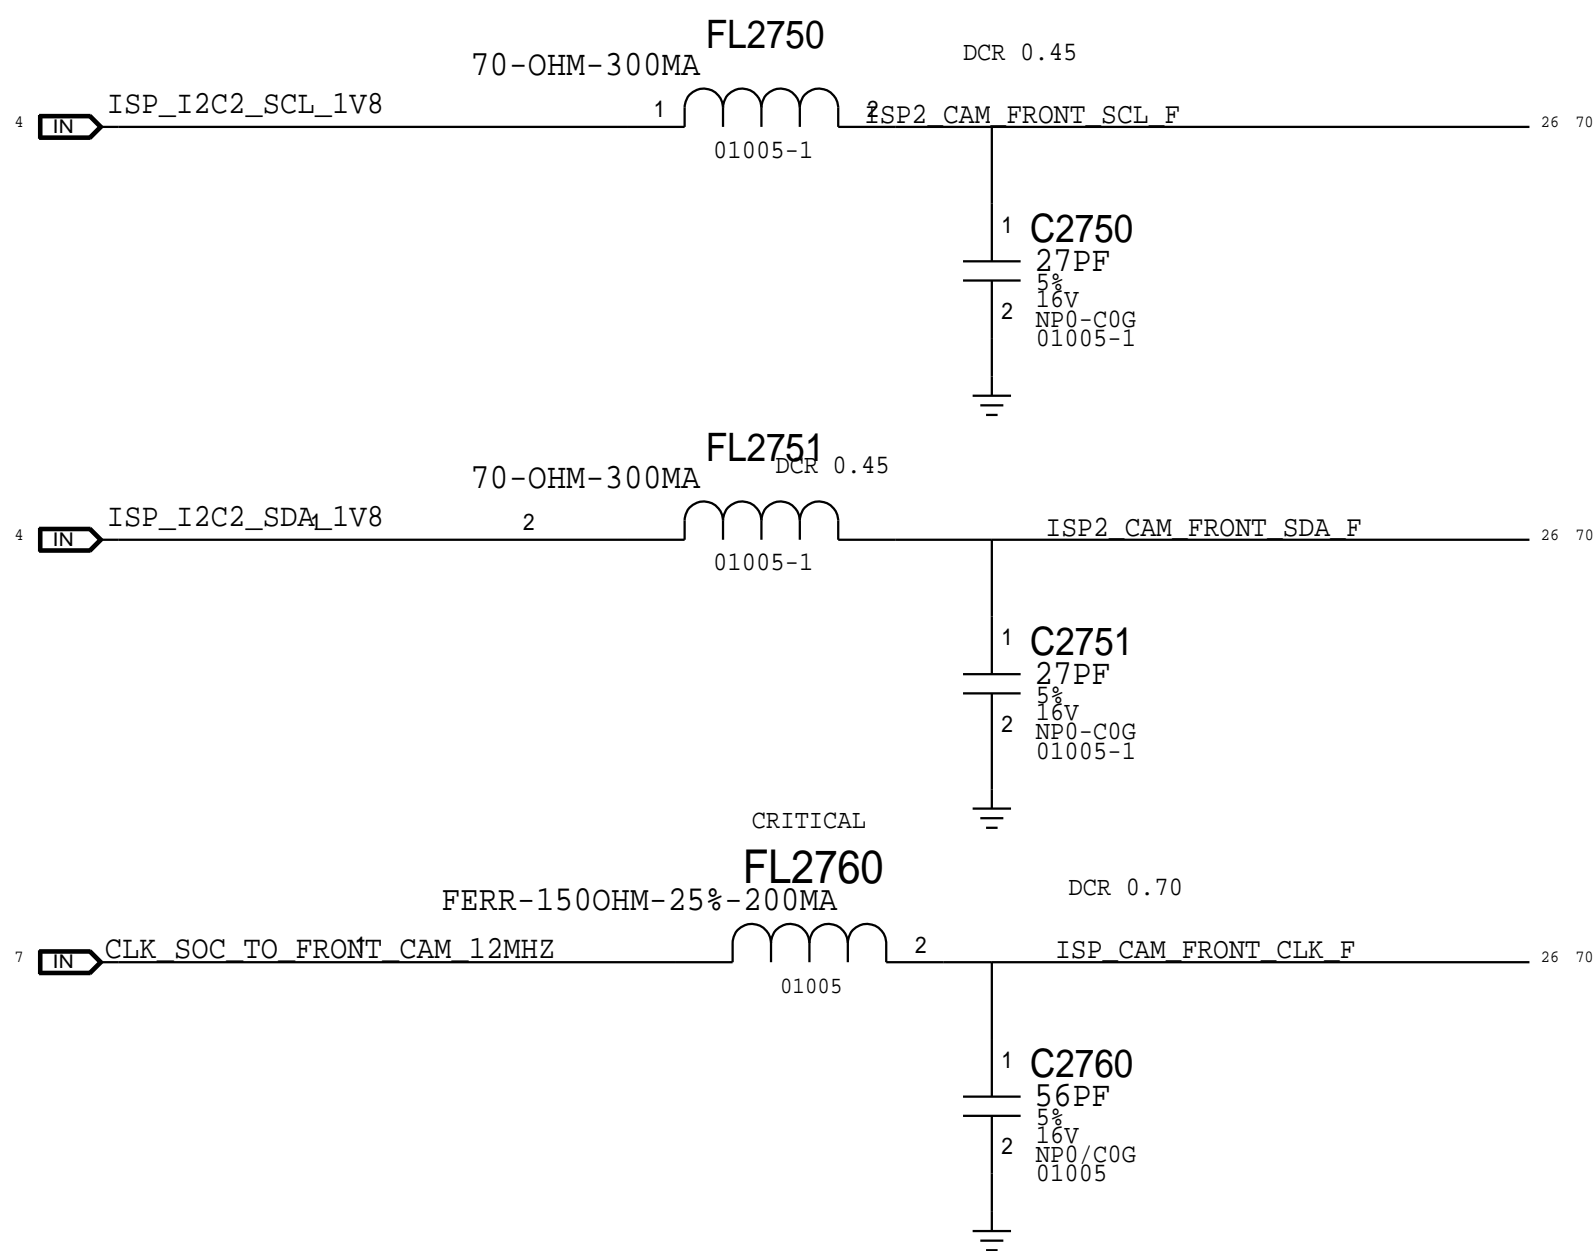 FL2750
DCR 0.45
70-OHM-300MA
ISP_I2C2_SCL_1V8
1
2
ISP2_CAM_FRONT_SCL_F
4
IN
26 70
01005-1
1
C2750
27PF
5%
16V
2
NP0-C0G
01005-1
FL2751
DCR 0.45
70-OHM-300MA
ISP_I2C2_SDA_1V8
1
2
ISP2_CAM_FRONT_SDA_F
4
IN
26 70
01005-1
1
C2751
27PF
5%
16V
2
NP0-C0G
01005-1
CRITICAL
FL2760
DCR 0.70
FERR-150OHM-25%-200MA
CLK_SOC_TO_FRONT_CAM_12MHZ
1
2
ISP_CAM_FRONT_CLK_F
7
IN
26 70
01005
1
C2760
56PF
5%
16V
2
NP0/C0G
01005